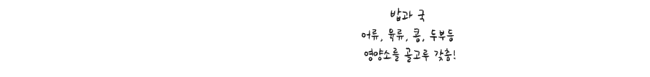 밥과 국
어류, 육류, 콩, 두부등
영양소를 골고루 갖춤!